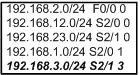 192.168.2.0/24 F0/0 0
192.168.12.0/24 S2/0 0
192.168.23.0/24 S2/1 0
192.168.1.0/24 S2/0 1
192.168.3.0/24 S2/1 3